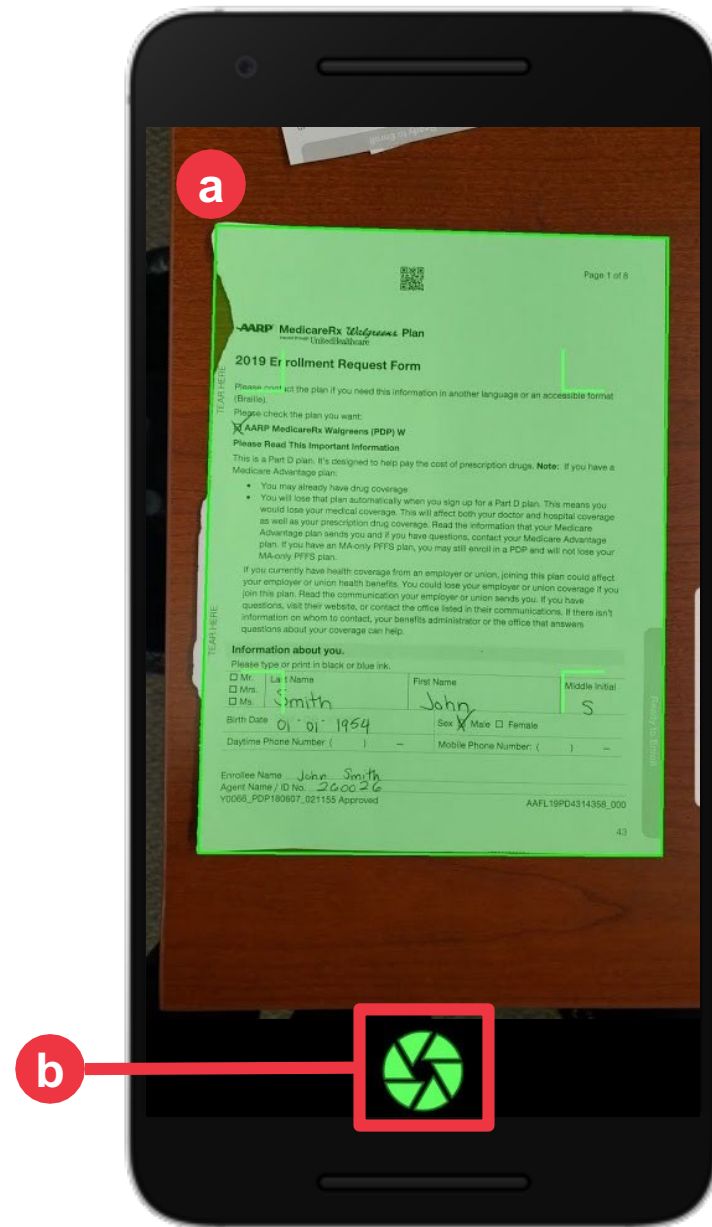 Ready to Enroll
a
Page 1 of 8
AARP MedicareRx Walgreens Plan
insured through UnitedHealthcare
2019 Enrollment Request Form
TEAR HERE
Please contact the plan if you need this information in another language or an accessible format
(Braille).
Please check the plan you want:
AARP MedicareRx Walgreens (PDP) W
Please Read This Important Information
This is a Part D plan. It's designed to help pay the cost of prescription drugs. Note: If you have a
Medicare Advantage plan:
• You may already have drug coverage
• You will lose that plan automatically when you sign up for a Part D plan. This means you
would lose your medical coverage. This will affect both your doctor and hospital coverage
as well as your prescription drug coverage. Read the information that your Medicare
Advantage plan sends you and if you have questions, contact your Medicare Advantage
plan. If you have an MA-only PFFS plan, you may still enroll in a PDP and will not lose your
MA-only PFFS plan.
If you currently have health coverage from an employer or union, joining this plan could affect
your employer or union health benefits. You could lose your employer or union coverage if you
join this plan. Read the communication your employer or union sends you. If you have
questions, visit their website, or contact the office listed in their communications. If there isn't
information on whom to contact, your benefits administrator or the office that answers
questions about your coverage can help.
TEAR HERE
Information about you.
Please type or print in black or blue ink.
Mr. Last Name First Name Middle Initial
Mrs.
Ms. Smith John S
Birth Date 01-01-1954 Sex Male Female
Daytime Phone Number ( ) – Mobile Phone Number: ( ) –
Ready to Enroll
Enrollee Name John Smith
Agent Name / ID No. 260026
Y0066_PDP180607_021155 Approved AAFL19PD4314358_000
43
b